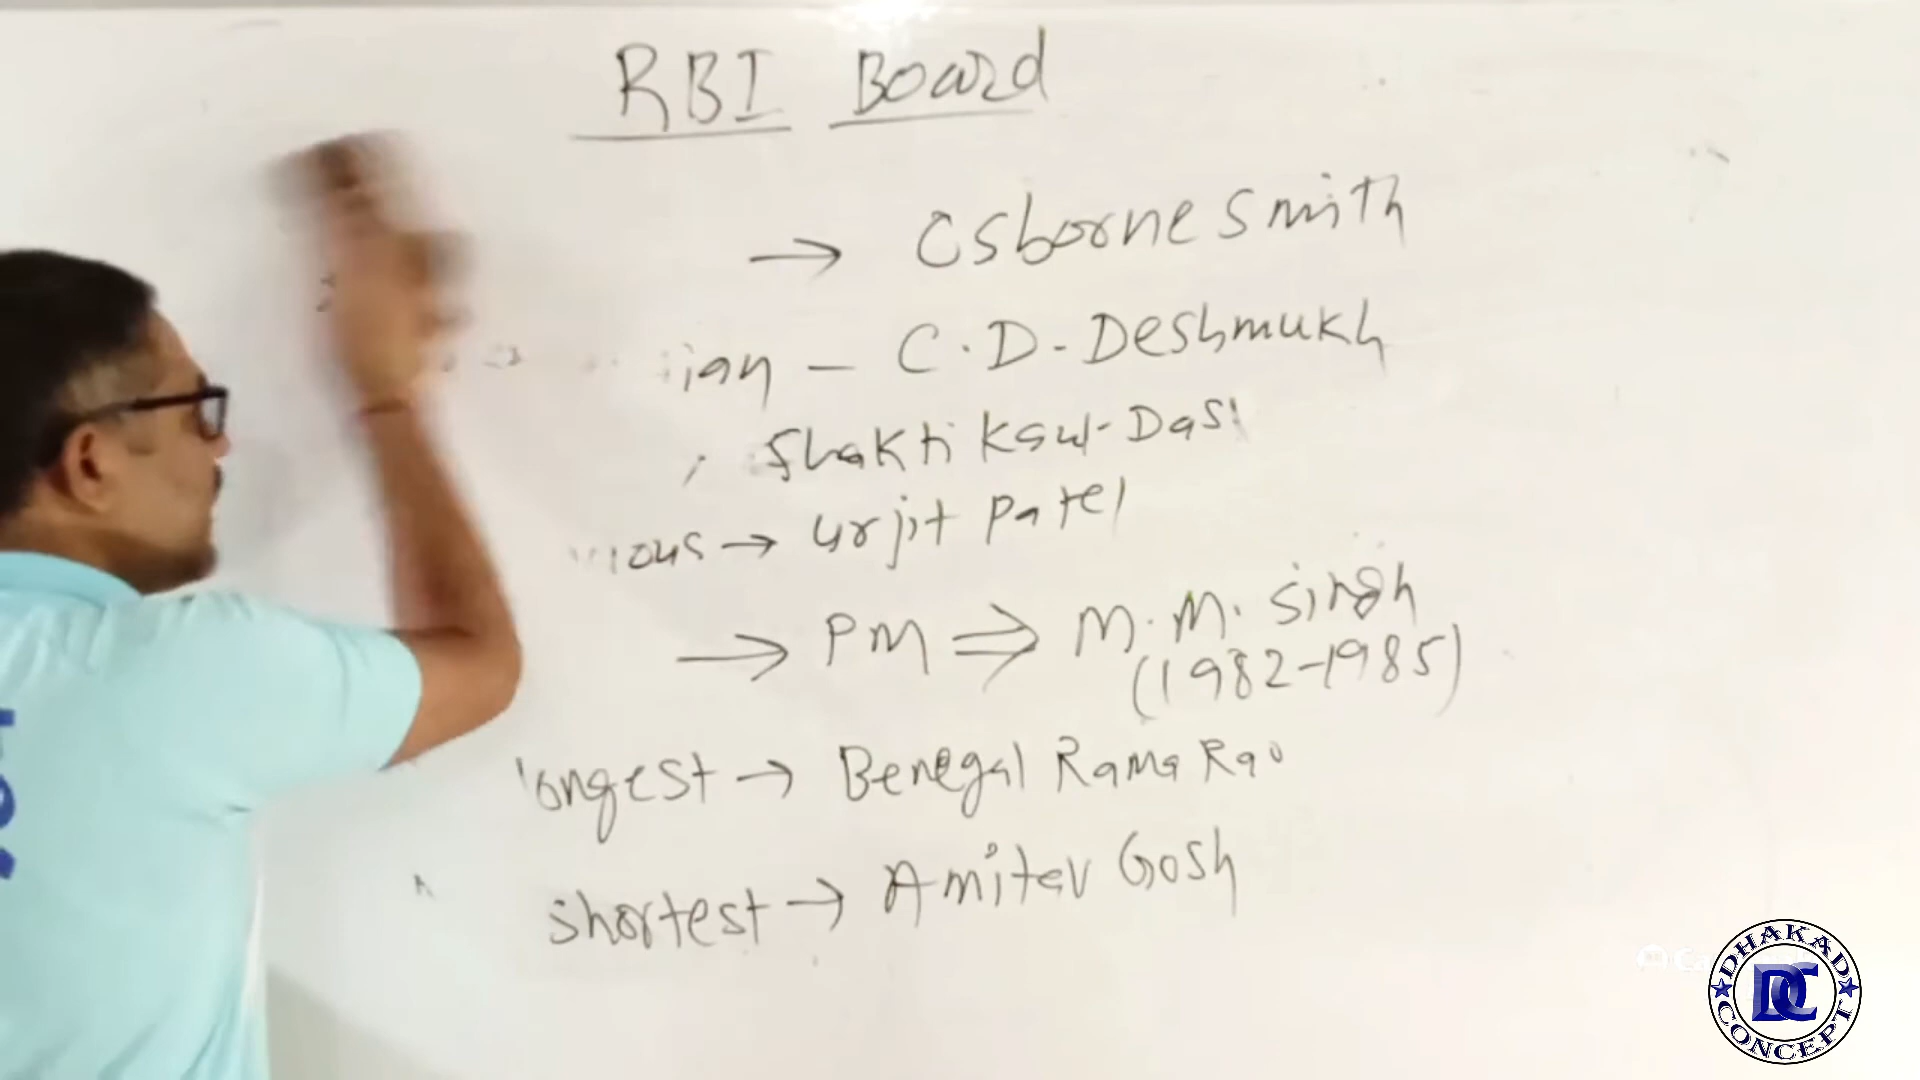 RBI Board
→ Osborne Smith
ian - C.D. Deshmukh
Shakti Kant Das
ious → Urjit Patel
→ PM ⇒ M.M. Singh
(1982-1985)
longest → Benegal Rama Rao
shortest → Amitav Gosh
DHAKAD
DC
CONCEPT